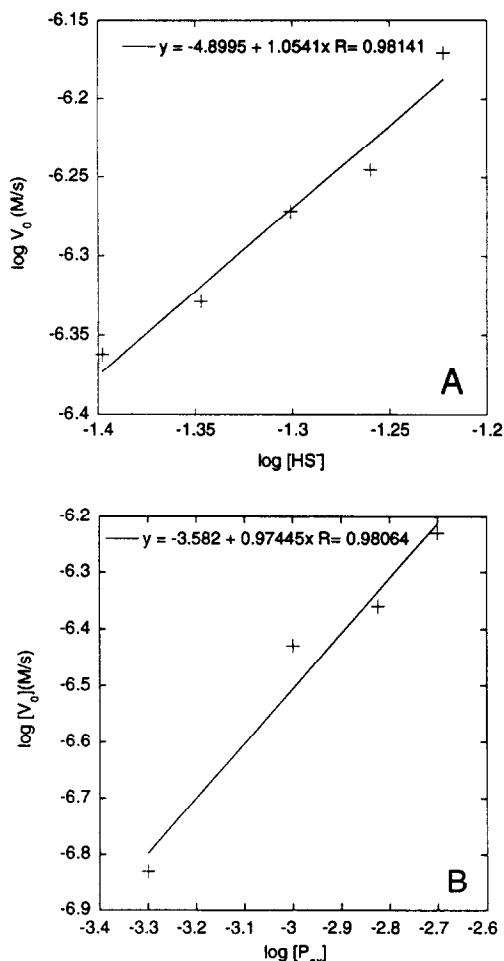 -6.15
y = -4.8995 + 1.0541x R= 0.98141
-6.2
-6.25
-6.3
-6.35
-6.4
log V0 (M/s)
A
-1.4 -1.35 -1.3 -1.25 -1.2
log [HS-]
-6.2
y = -3.582 + 0.97445x R= 0.98064
-6.3
-6.4
-6.5
-6.6
-6.7
-6.8
-6.9
log [V0](M/s)
B
-3.4 -3.3 -3.2 -3.1 -3 -2.9 -2.8 -2.7 -2.6
log